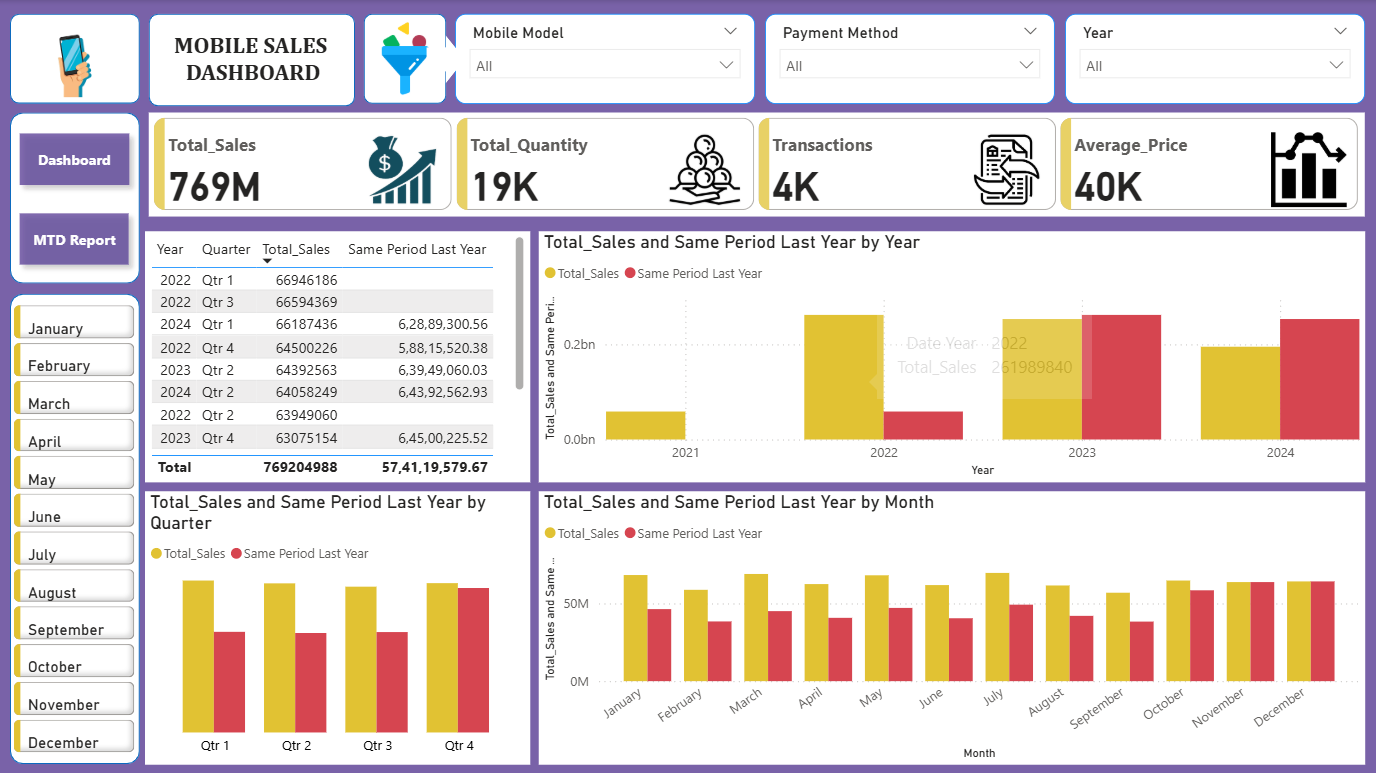 MOBILE SALES
DASHBOARD
Mobile Model
All
Payment Method
All
Year
All
Dashboard
MTD Report
Total_Sales
769M
Total_Quantity
19K
Transactions
4K
Average_Price
40K
January
February
March
April
May
June
July
August
September
October
November
December
Year Quarter Total_Sales Same Period Last Year
2022 Qtr 1 66946186
2022 Qtr 3 66594369
2024 Qtr 1 66187436 6,28,89,300.56
2022 Qtr 4 64500226 5,88,15,520.38
2023 Qtr 2 64392563 6,39,49,060.03
2024 Qtr 2 64058249 6,43,92,562.93
2022 Qtr 2 63949060
2023 Qtr 4 63075154 6,45,00,225.52
Total 769204988 57,41,19,579.67
Total_Sales and Same Period Last Year by Year
Total_Sales Same Period Last Year
Total_Sales and Same Peri...
0.2bn
0.0bn
Date Year 2022
Total_Sales 261989840
2021 2022 2023 2024
Year
Total_Sales and Same Period Last Year by
Quarter
Total_Sales Same Period Last Year
Qtr 1 Qtr 2 Qtr 3 Qtr 4
Total_Sales and Same Period Last Year by Month
Total_Sales Same Period Last Year
Total_Sales and Same ...
50M
0M
January February March April May June July August September October November December
Month